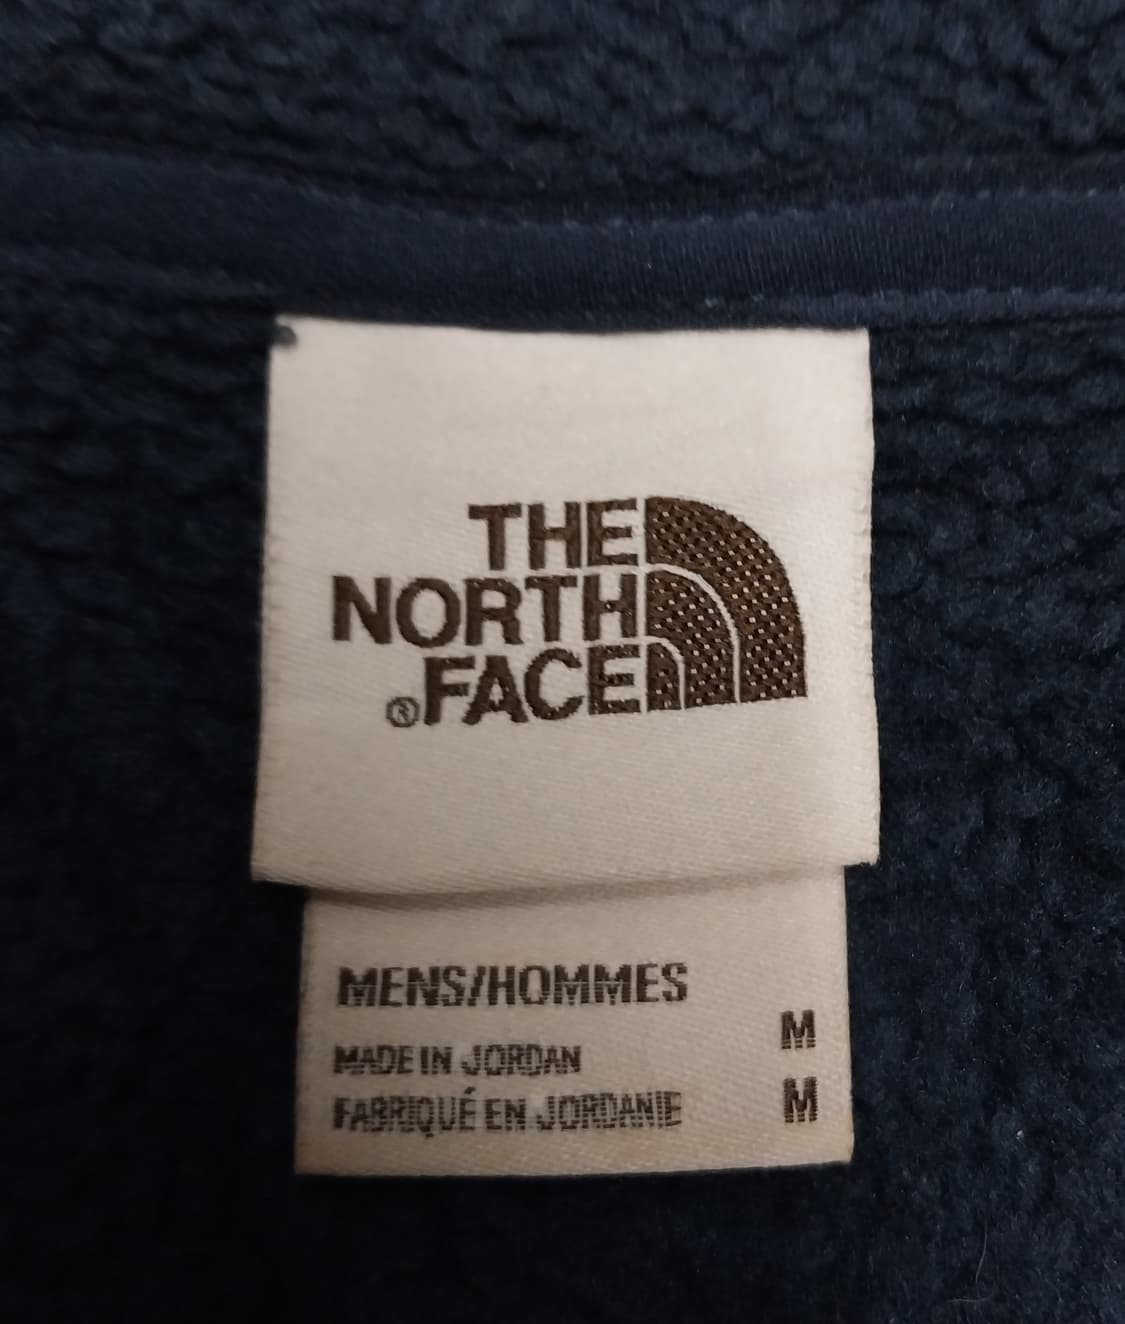 THE
NORTH
®FACE
MENS/HOMMES
M
MADE IN JORDAN
FABRIQUÉ EN JORDANIE
M